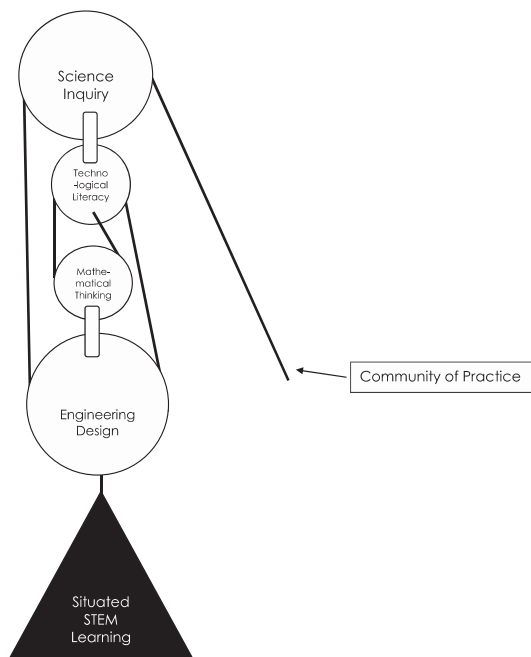 Science
Inquiry
Techno
-logical
Literacy
Mathe-
matical
Thinking
Community of Practice
Engineering
Design
Situated
STEM
Learning